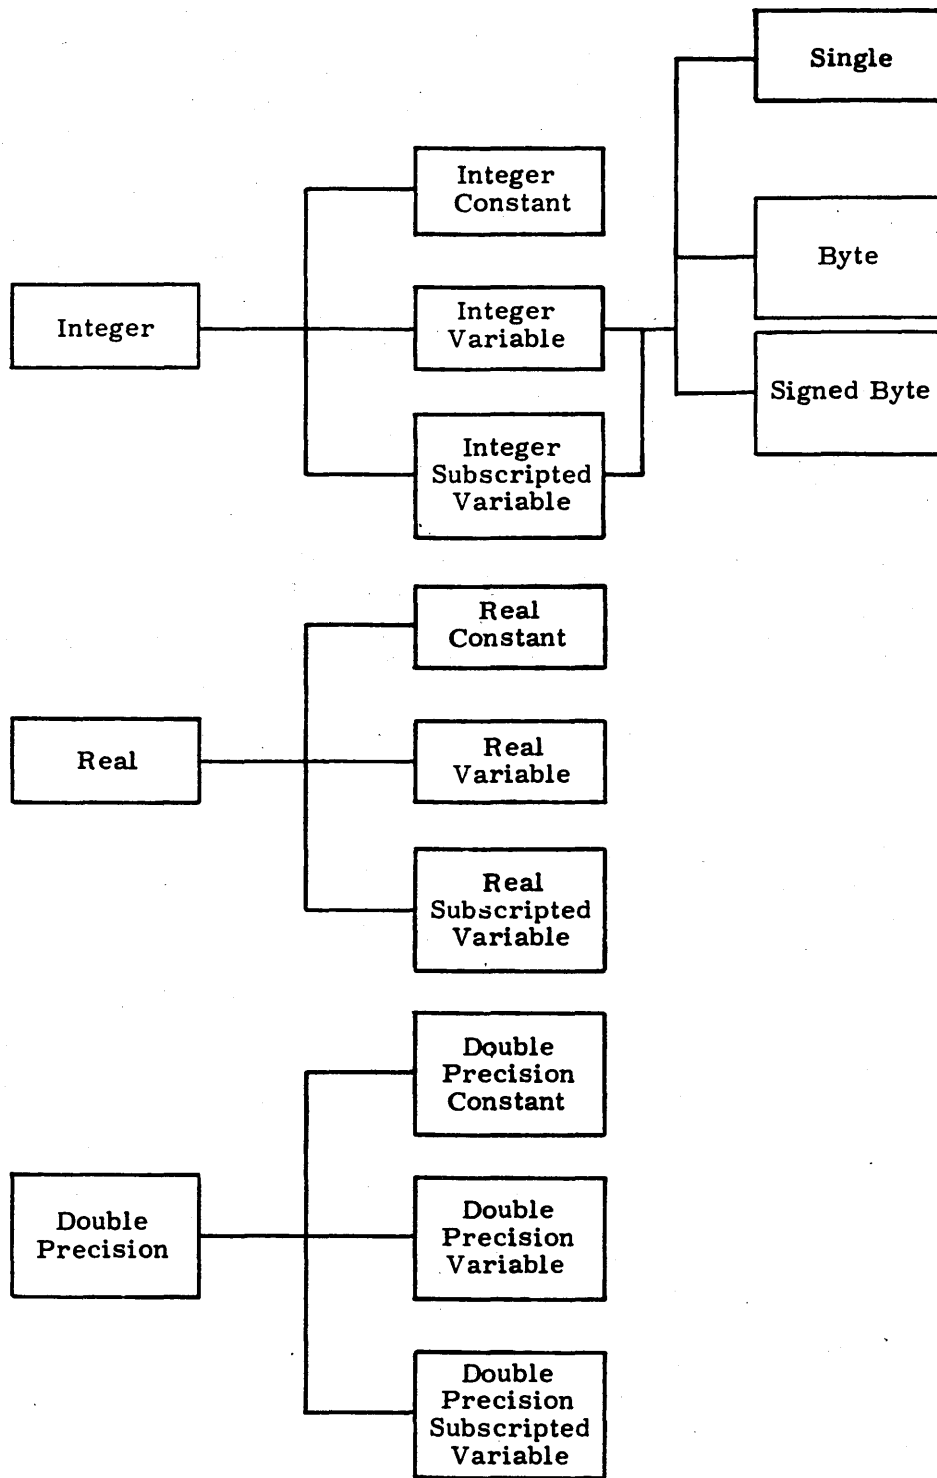 Single
Integer
Constant
Byte
Integer
Integer
Variable
Signed Byte
Integer
Subscripted
Variable
Real
Constant
Real
Real
Variable
Real
Subscripted
Variable
Double
Precision
Constant
Double
Precision
Double
Precision
Variable
Double
Precision
Subscripted
Variable